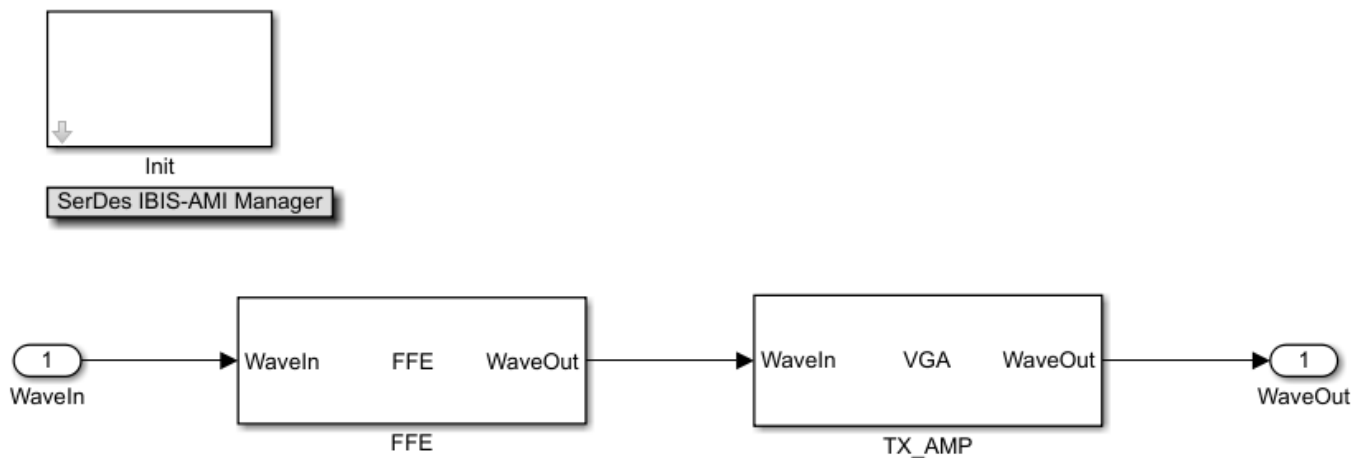 Init
SerDes IBIS-AMI Manager
1
WaveIn
WaveIn FFE WaveOut
FFE
WaveIn VGA WaveOut
TX_AMP
1
WaveOut